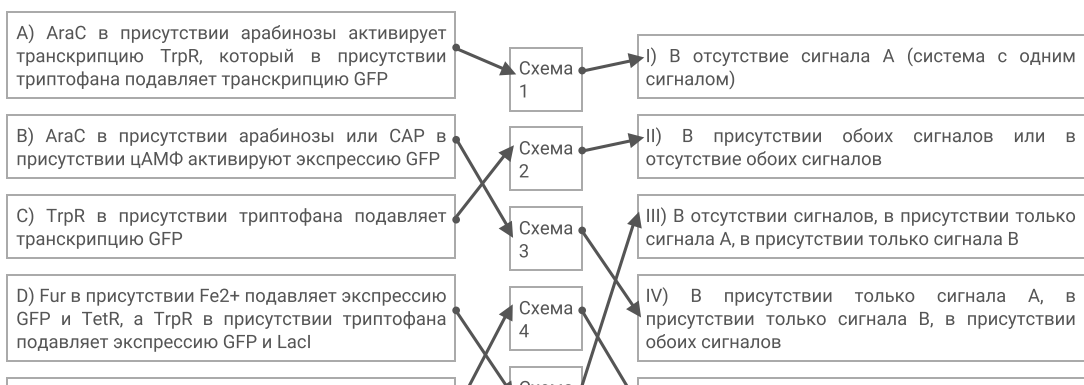 A) AraC в присутствии арабинозы активирует
транскрипцию TrpR, который в присутствии
триптофана подавляет транскрипцию GFP
Схема
1
I) В отсутствие сигнала А (система с одним
сигналом)
B) AraC в присутствии арабинозы или CAP в
присутствии цАМФ активируют экспрессию GFP
Схема
2
II) В присутствии обоих сигналов или в
отсутствие обоих сигналов
C) TrpR в присутствии триптофана подавляет
транскрипцию GFP
Схема
3
III) В отсутствии сигналов, в присутствии только
сигнала А, в присутствии только сигнала В
D) Fur в присутствии Fe2+ подавляет экспрессию
GFP и TetR, а TrpR в присутствии триптофана
подавляет экспрессию GFP и LacI
Схема
4
IV) В присутствии только сигнала А, в
присутствии только сигнала В, в присутствии
обоих сигналов
Схема